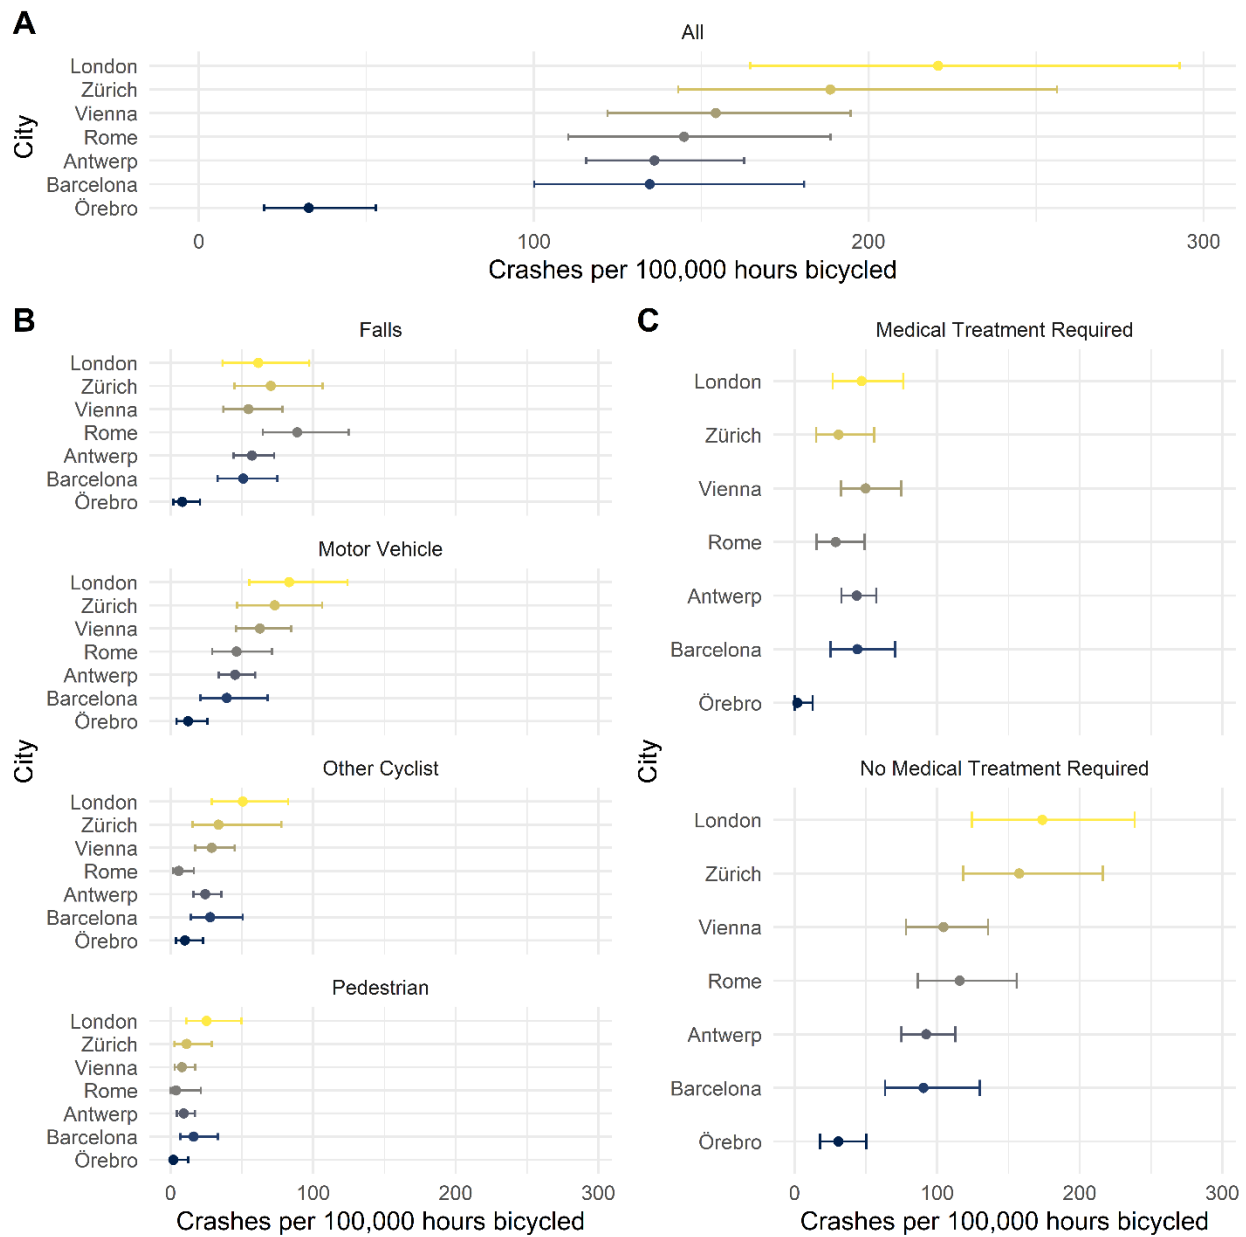 A
All
London
Zürich
Vienna
Rome
Antwerp
Barcelona
Örebro
City
0 100 200 300
Crashes per 100,000 hours bicycled
B
Falls
London
Zürich
Vienna
Rome
Antwerp
Barcelona
Örebro
Motor Vehicle
London
Zürich
Vienna
Rome
Antwerp
Barcelona
Örebro
City
Other Cyclist
London
Zürich
Vienna
Rome
Antwerp
Barcelona
Örebro
Pedestrian
London
Zürich
Vienna
Rome
Antwerp
Barcelona
Örebro
0 100 200 300
Crashes per 100,000 hours bicycled
C
Medical Treatment Required
London
Zürich
Vienna
Rome
Antwerp
Barcelona
Örebro
City
No Medical Treatment Required
London
Zürich
Vienna
Rome
Antwerp
Barcelona
Örebro
0 100 200 300
Crashes per 100,000 hours bicycled